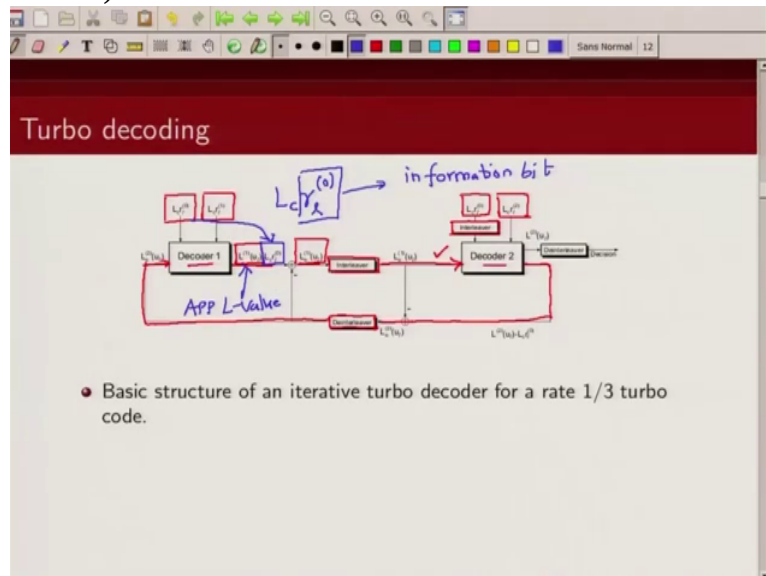 Sans Normal 12
Turbo decoding
L_c r_l^(0) → information bit
Decoder 1
Interleaver
Interleaver
Decoder 2
Deinterleaver
Decision
APP L-value
Deinterleaver
Basic structure of an iterative turbo decoder for a rate 1/3 turbo
code.